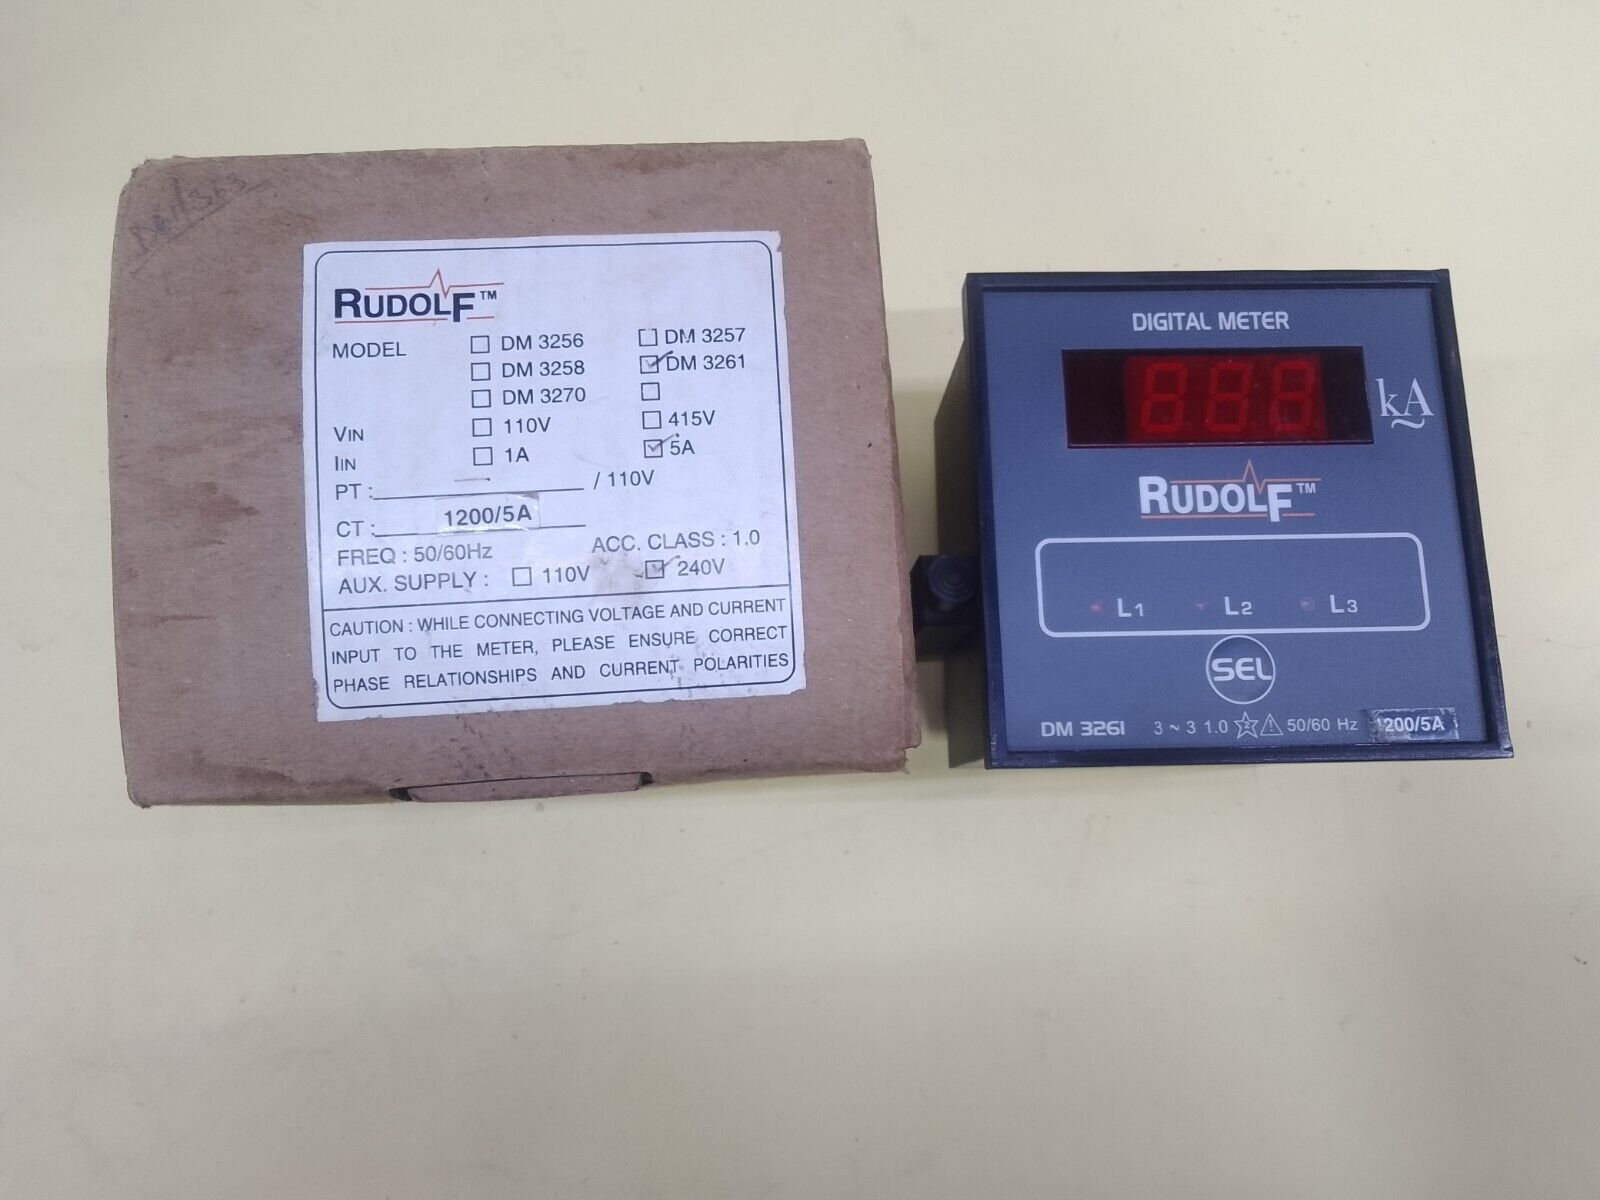 RUDOLF™
MODEL
DM 3256
DM 3257
DM 3258
DM 3261
DM 3270
VIN
110V
415V
IIN
1A
5A
PT : / 110V
CT : 1200/5A
FREQ : 50/60Hz
ACC. CLASS : 1.0
AUX. SUPPLY : 110V 240V
CAUTION : WHILE CONNECTING VOLTAGE AND CURRENT
INPUT TO THE METER, PLEASE ENSURE CORRECT
PHASE RELATIONSHIPS AND CURRENT POLARITIES
DIGITAL METER
888
kA
RUDOLF™
L1 L2 L3
SEL
DM 3261 3 ~ 3 1.0 50/60 Hz 1200/5A